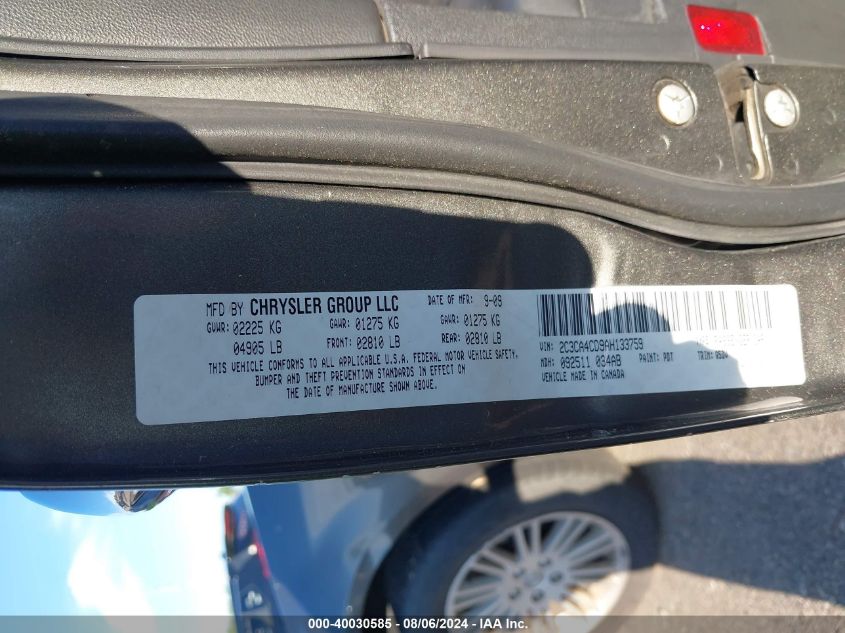 MFD BY CHRYSLER GROUP LLC DATE OF MFR: 9-09
GVWR: 02225 KG GAWR: 01275 KG GAWR: 01275 KG
04905 LB FRONT: 02810 LB REAR: 02810 LB
THIS VEHICLE CONFORMS TO ALL APPLICABLE U.S.A. FEDERAL MOTOR VEHICLE SAFETY,
BUMPER AND THEFT PREVENTION STANDARDS IN EFFECT ON
THE DATE OF MANUFACTURE SHOWN ABOVE.
VIN: 2C3CA4CD9AH133759
MDH: 092511 034AB PAINT: PDT TRIM:
VEHICLE MADE IN CANADA
000-40030585 - 08/06/2024 - IAA Inc.